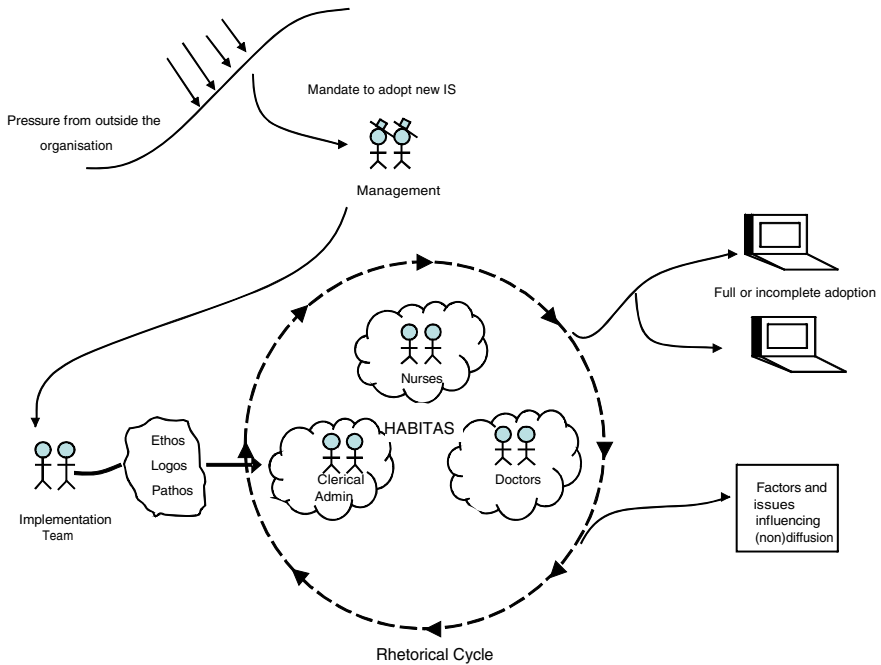 Mandate to adopt new IS
Pressure from outside the
organisation
Management
Full or incomplete adoption
Nurses
HABITAS
Ethos
Logos
Pathos
Clerical
Admin
Doctors
Implementation
Team
Factors and
issues
influencing
(non)diffusion
Rhetorical Cycle